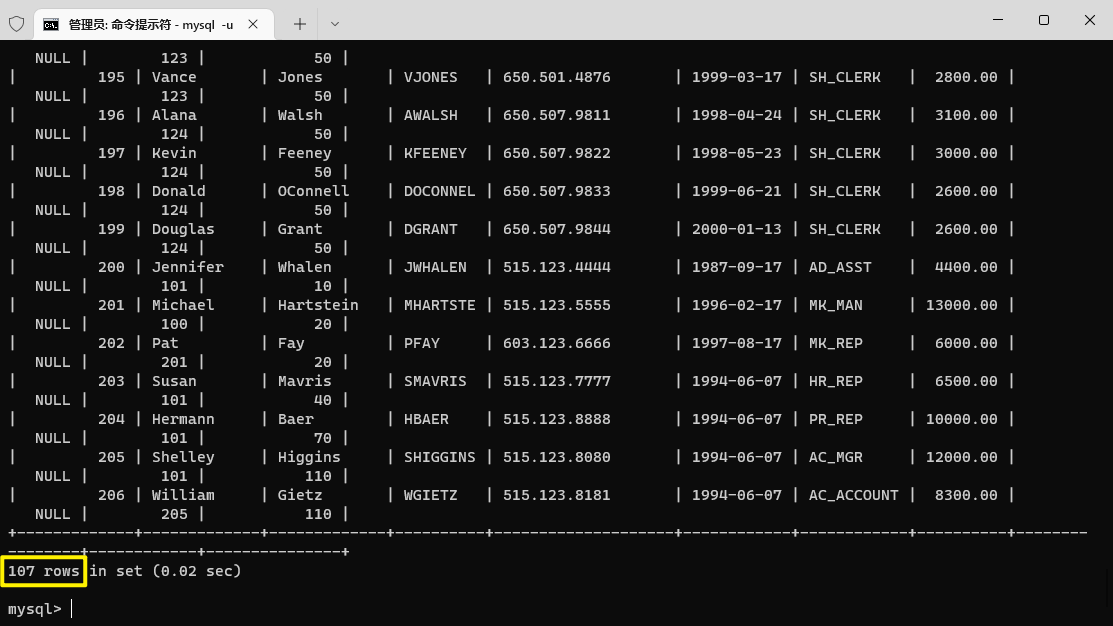 管理员: 命令提示符 - mysql -u
NULL | 123 | 50 |
| 195 | Vance | Jones | VJONES | 650.501.4876 | 1999-03-17 | SH_CLERK | 2800.00 |
NULL | 123 | 50 |
| 196 | Alana | Walsh | AWALSH | 650.507.9811 | 1998-04-24 | SH_CLERK | 3100.00 |
NULL | 124 | 50 |
| 197 | Kevin | Feeney | KFEENEY | 650.507.9822 | 1998-05-23 | SH_CLERK | 3000.00 |
NULL | 124 | 50 |
| 198 | Donald | OConnell | DOCONNEL | 650.507.9833 | 1999-06-21 | SH_CLERK | 2600.00 |
NULL | 124 | 50 |
| 199 | Douglas | Grant | DGRANT | 650.507.9844 | 2000-01-13 | SH_CLERK | 2600.00 |
NULL | 124 | 50 |
| 200 | Jennifer | Whalen | JWHALEN | 515.123.4444 | 1987-09-17 | AD_ASST | 4400.00 |
NULL | 101 | 10 |
| 201 | Michael | Hartstein | MHARTSTE | 515.123.5555 | 1996-02-17 | MK_MAN | 13000.00 |
NULL | 100 | 20 |
| 202 | Pat | Fay | PFAY | 603.123.6666 | 1997-08-17 | MK_REP | 6000.00 |
NULL | 201 | 20 |
| 203 | Susan | Mavris | SMAVRIS | 515.123.7777 | 1994-06-07 | HR_REP | 6500.00 |
NULL | 101 | 40 |
| 204 | Hermann | Baer | HBAER | 515.123.8888 | 1994-06-07 | PR_REP | 10000.00 |
NULL | 101 | 70 |
| 205 | Shelley | Higgins | SHIGGINS | 515.123.8080 | 1994-06-07 | AC_MGR | 12000.00 |
NULL | 101 | 110 |
| 206 | William | Gietz | WGIETZ | 515.123.8181 | 1994-06-07 | AC_ACCOUNT | 8300.00 |
NULL | 205 | 110 |
+-------------+-------------+-------------+----------+--------------------+------------+------------+----------+--------
--------+------------+---------------+
107 rows in set (0.02 sec)
mysql>